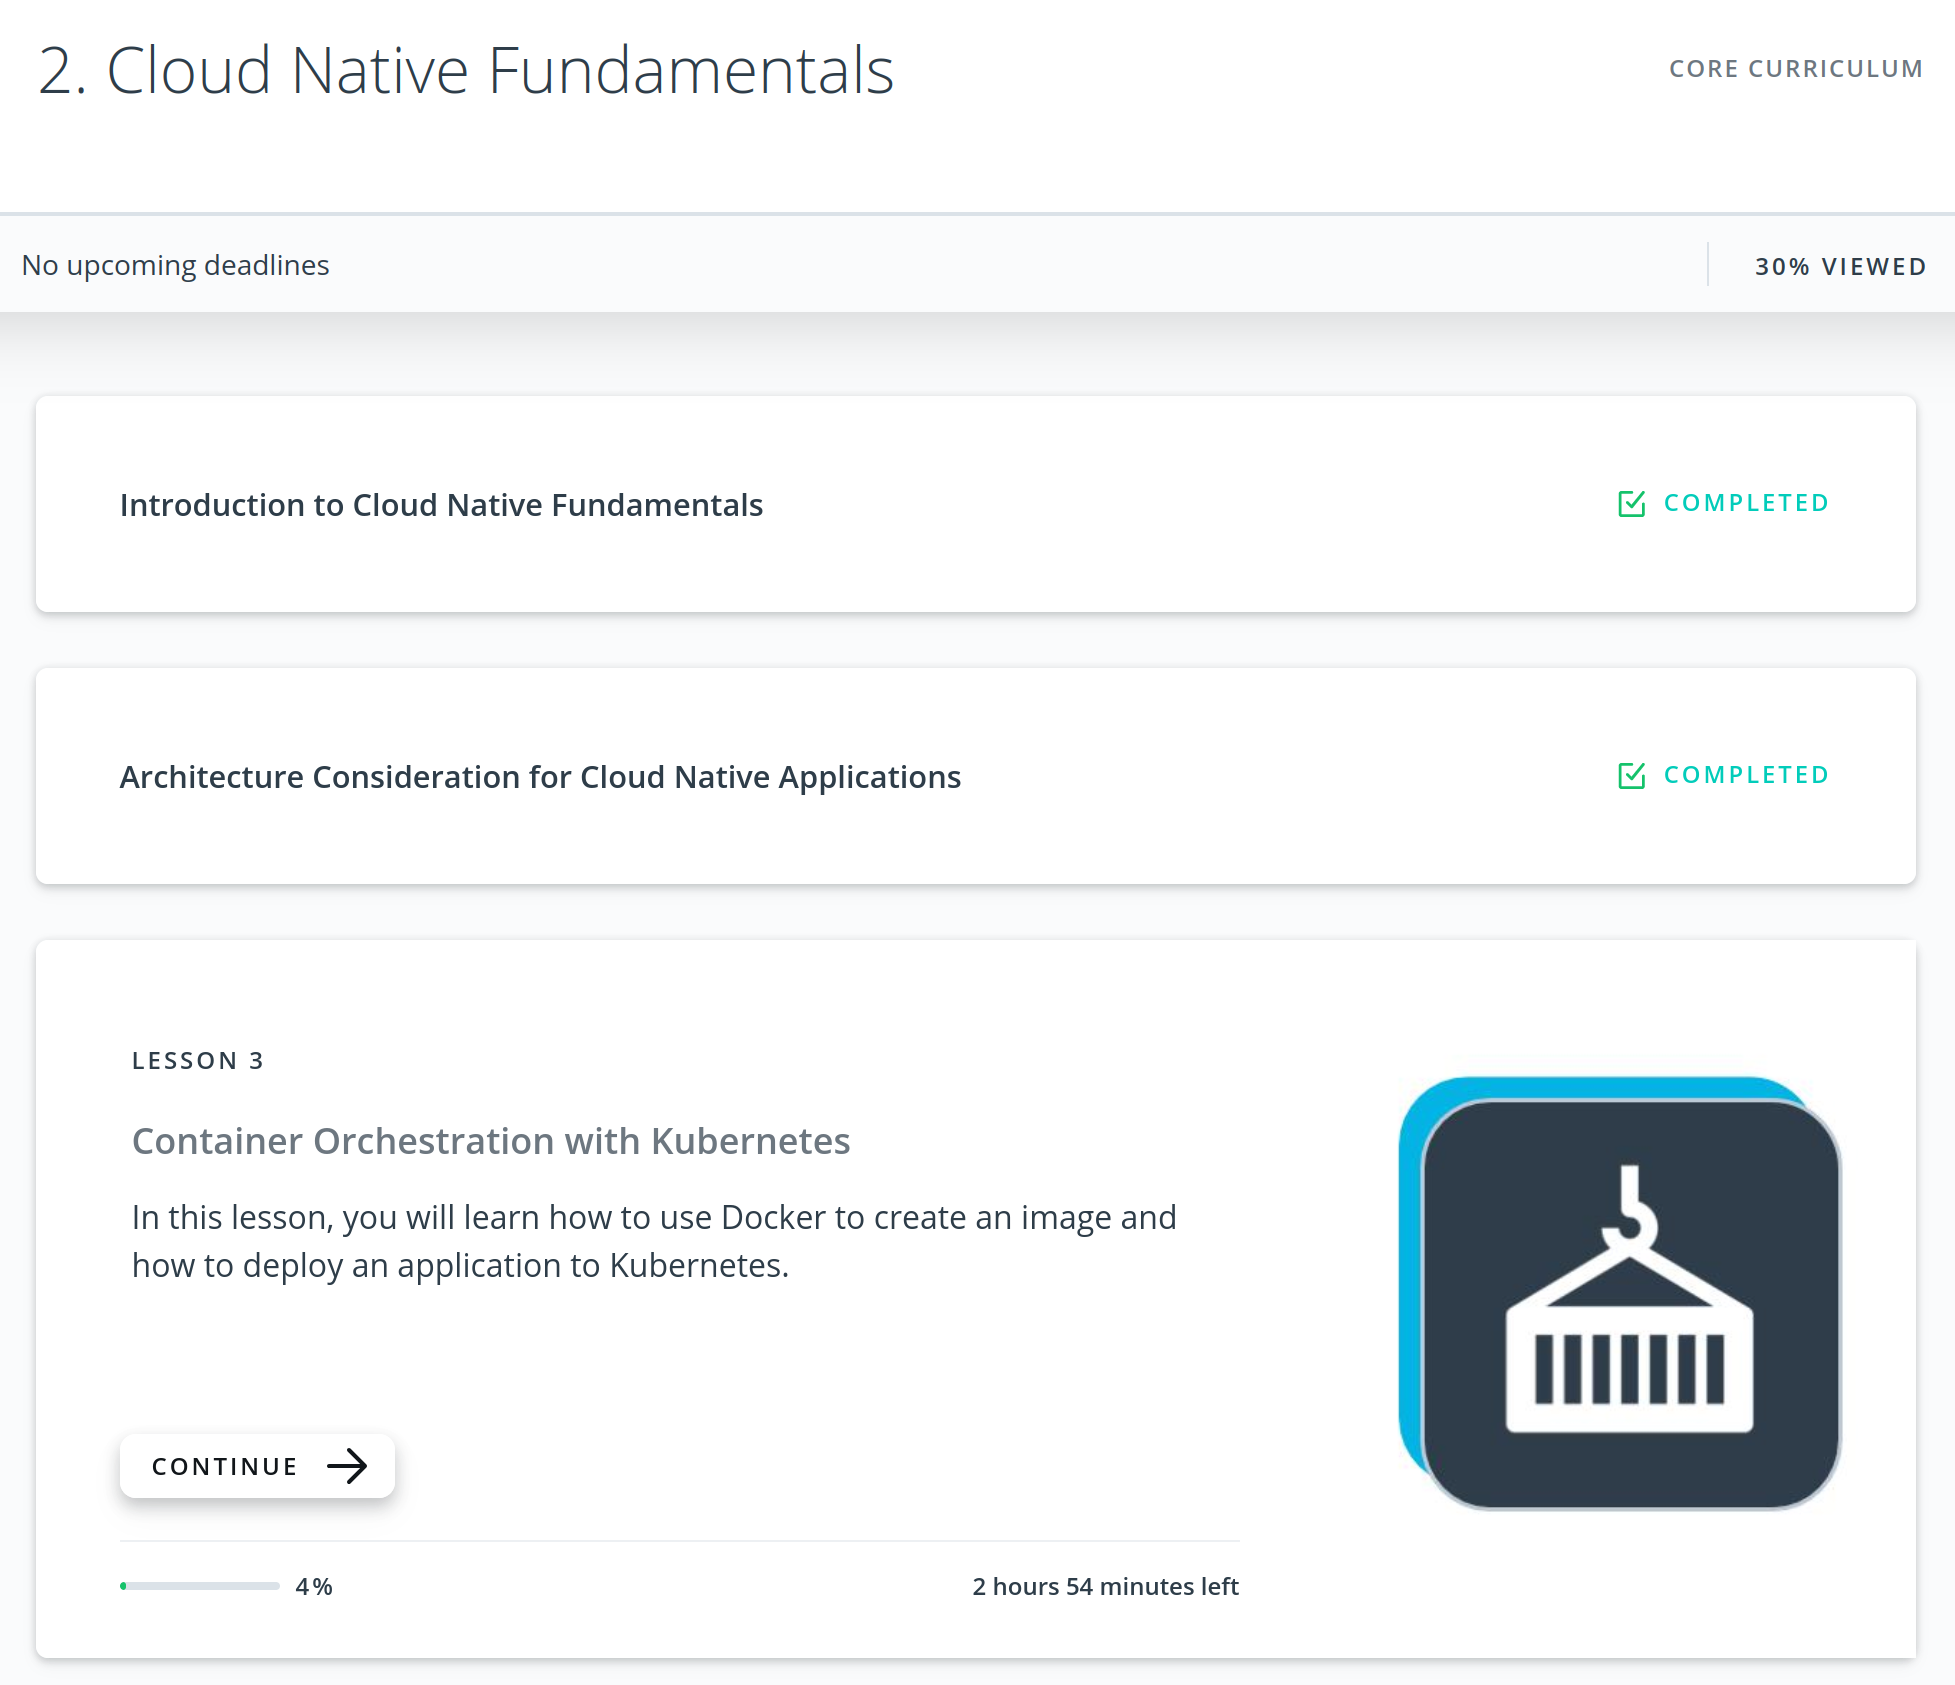 2. Cloud Native Fundamentals
CORE CURRICULUM
No upcoming deadlines
30% VIEWED
Introduction to Cloud Native Fundamentals
COMPLETED
Architecture Consideration for Cloud Native Applications
COMPLETED
LESSON 3
Container Orchestration with Kubernetes
In this lesson, you will learn how to use Docker to create an image and
how to deploy an application to Kubernetes.
CONTINUE
4%
2 hours 54 minutes left